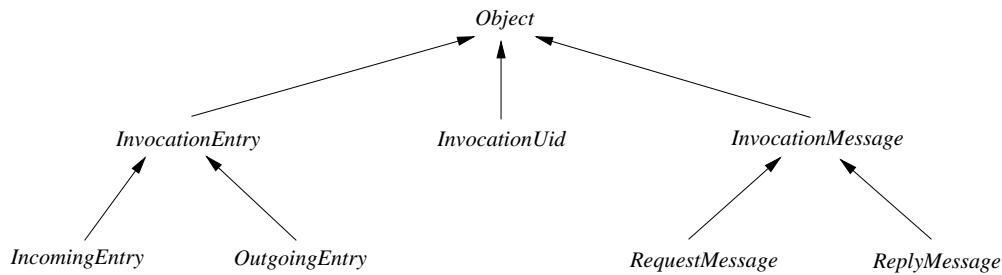 Object
InvocationEntry
InvocationUid
InvocationMessage
IncomingEntry
OutgoingEntry
RequestMessage
ReplyMessage